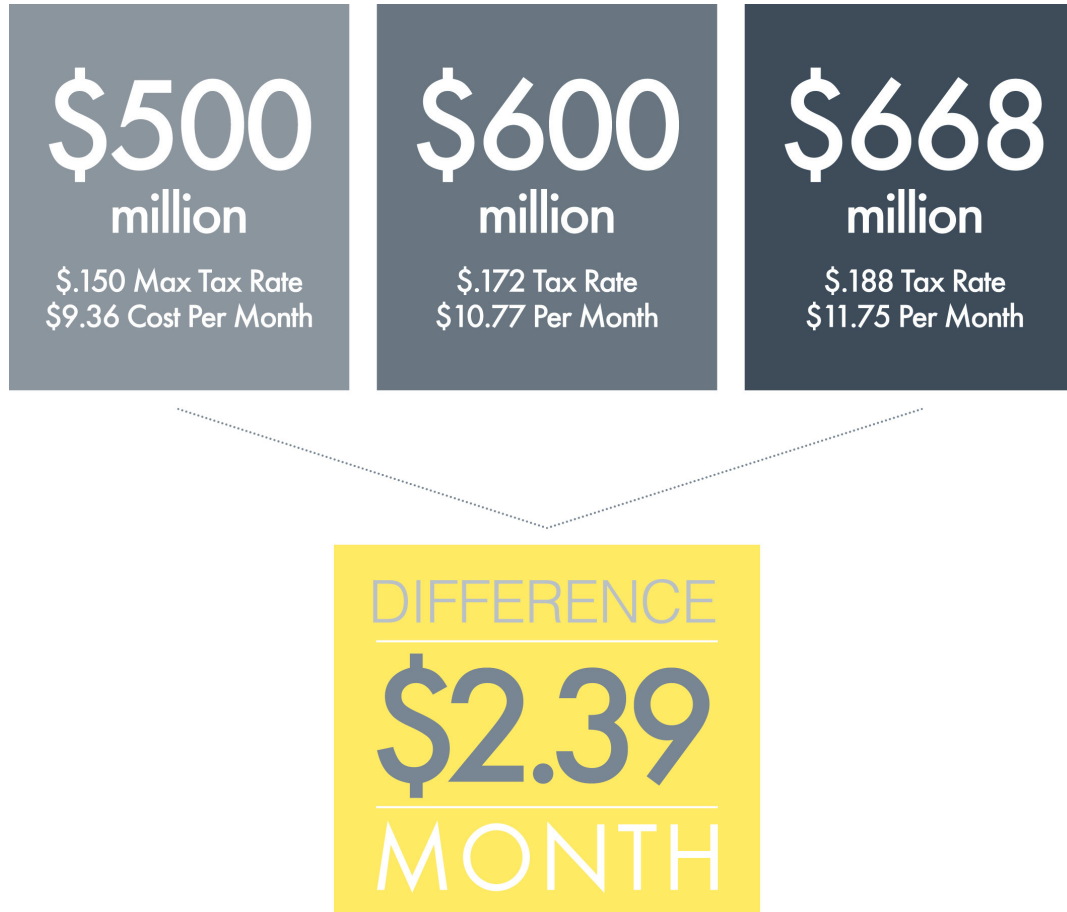 $500
million
$.150 Max Tax Rate
$9.36 Cost Per Month
$600
million
$.172 Tax Rate
$10.77 Per Month
$668
million
$.188 Tax Rate
$11.75 Per Month
DIFFERENCE
$2.39
MONTH